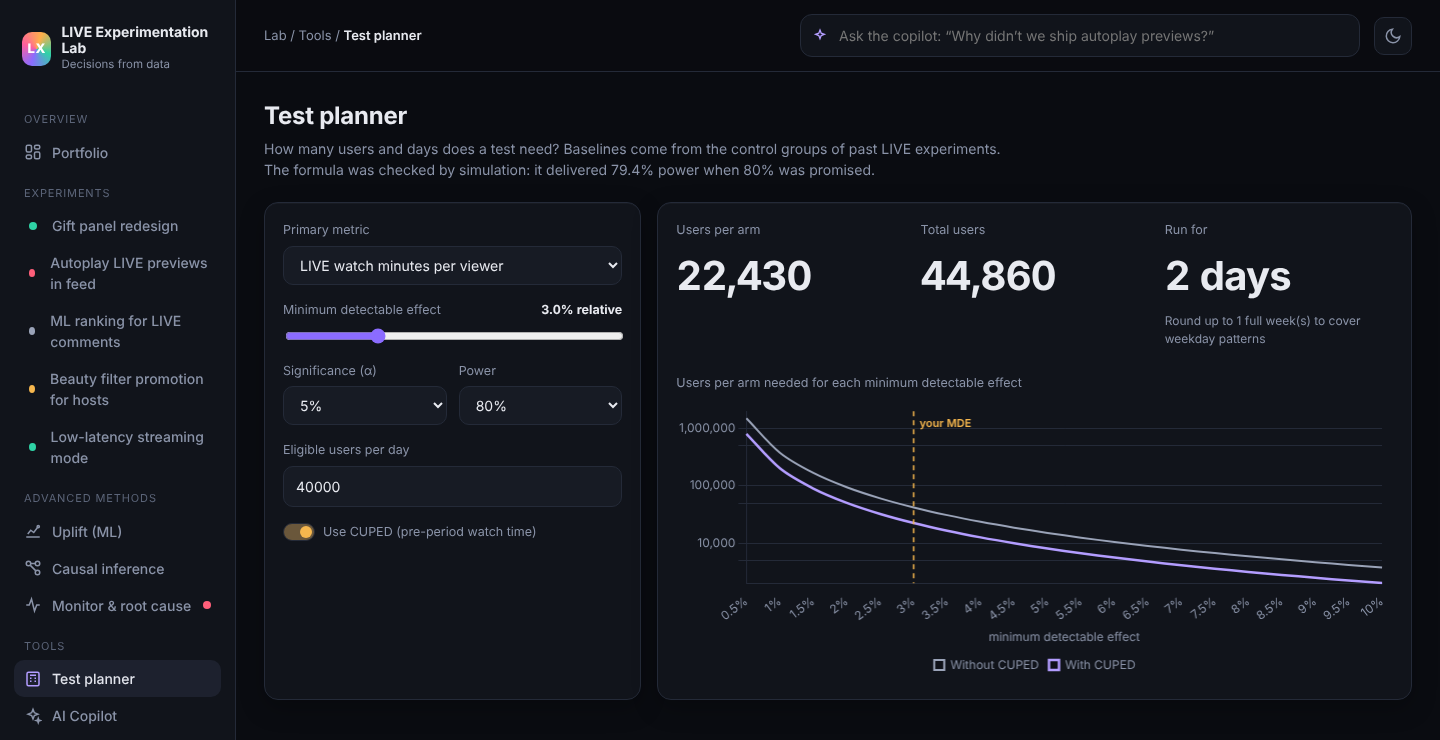 LX
LIVE Experimentation
Lab
Decisions from data
OVERVIEW
Portfolio
EXPERIMENTS
Gift panel redesign
Autoplay LIVE previews
in feed
ML ranking for LIVE
comments
Beauty filter promotion
for hosts
Low-latency streaming
mode
ADVANCED METHODS
Uplift (ML)
Causal inference
Monitor & root cause
TOOLS
Test planner
AI Copilot
Lab / Tools / Test planner
Ask the copilot: “Why didn’t we ship autoplay previews?”
Test planner
How many users and days does a test need? Baselines come from the control groups of past LIVE experiments.
The formula was checked by simulation: it delivered 79.4% power when 80% was promised.
Primary metric
LIVE watch minutes per viewer
Minimum detectable effect 3.0% relative
Significance (α) Power
5% 80%
Eligible users per day
40000
Use CUPED (pre-period watch time)
Users per arm Total users Run for
22,430 44,860 2 days
Round up to 1 full week(s) to cover
weekday patterns
Users per arm needed for each minimum detectable effect
your MDE
1,000,000
100,000
10,000
0.5% 1% 1.5% 2% 2.5% 3% 3.5% 4% 4.5% 5% 5.5% 6% 6.5% 7% 7.5% 8% 8.5% 9% 9.5% 10%
minimum detectable effect
Without CUPED With CUPED